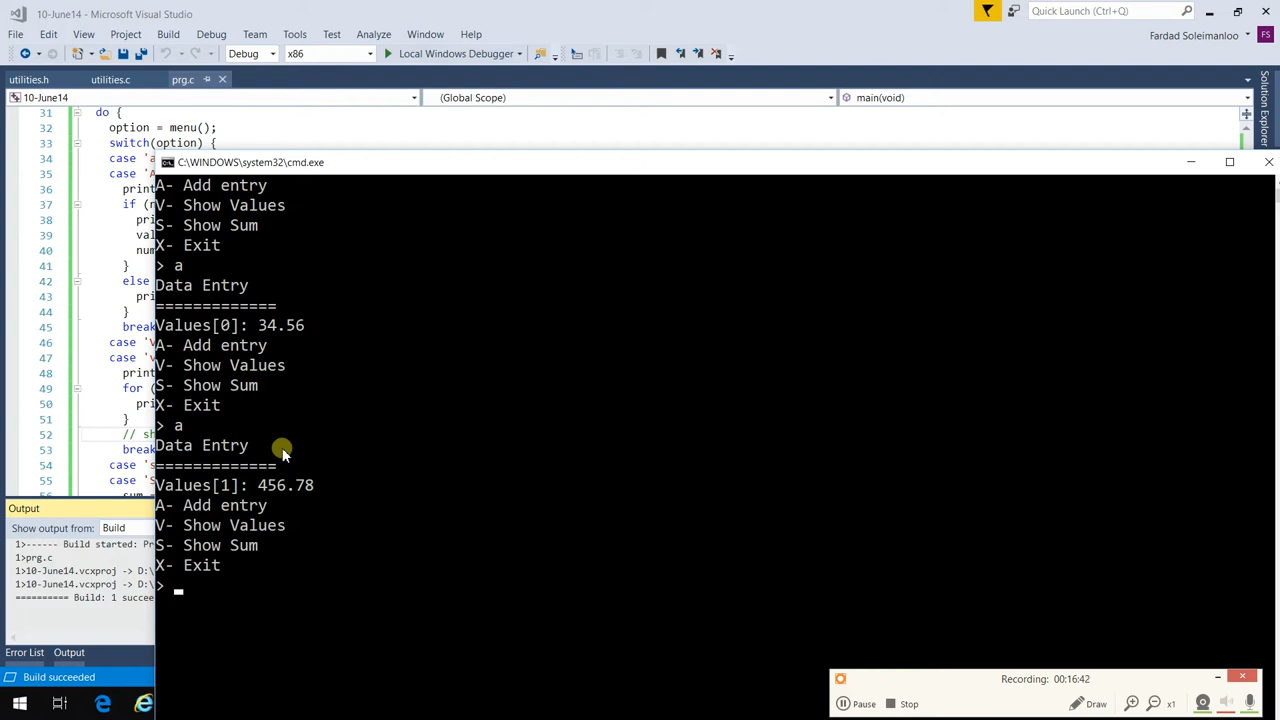 10-June14 - Microsoft Visual Studio
Quick Launch (Ctrl+Q)
File Edit View Project Build Debug Team Tools Test Analyze Window Help
Fardad Soleimanloo FS
Debug x86 Local Windows Debugger
utilities.h utilities.c prg.c
10-June14 (Global Scope) main(void)
Solution Explorer
31 do {
32 option = menu();
33 switch(option) {
34 case 'a
35 case 'A
36 print
37 if (n
38 pri
39 val
40 num
41 }
42 else
43 pri
44 }
45 break
46 case 'V
47 case 'v
48 print
49 for (
50 pri
51 }
52 // sh
53 break
54 case 's
55 case 'S
56 sum =
C:\WINDOWS\system32\cmd.exe
A- Add entry
V- Show Values
S- Show Sum
X- Exit
> a
Data Entry
=============
Values[0]: 34.56
A- Add entry
V- Show Values
S- Show Sum
X- Exit
> a
Data Entry
=============
Values[1]: 456.78
A- Add entry
V- Show Values
S- Show Sum
X- Exit
>
Output
Show output from: Build
1>------ Build started: Pr
1>prg.c
1>10-June14.vcxproj -> D:\
1>10-June14.vcxproj -> D:\
========== Build: 1 succee
Error List Output
Build succeeded
Recording: 00:16:42
Pause Stop Draw x1